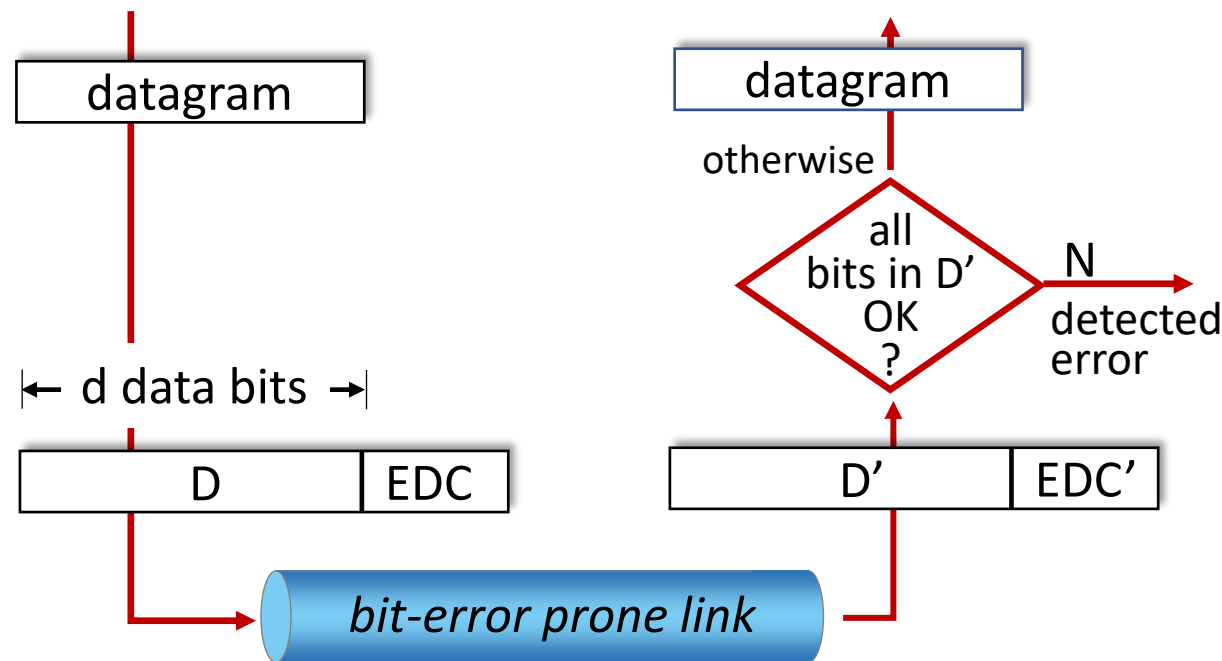 datagram
d data bits
D
EDC
bit-error prone link
datagram
otherwise
all
bits in D’
OK
?
N
detected
error
D’
EDC’